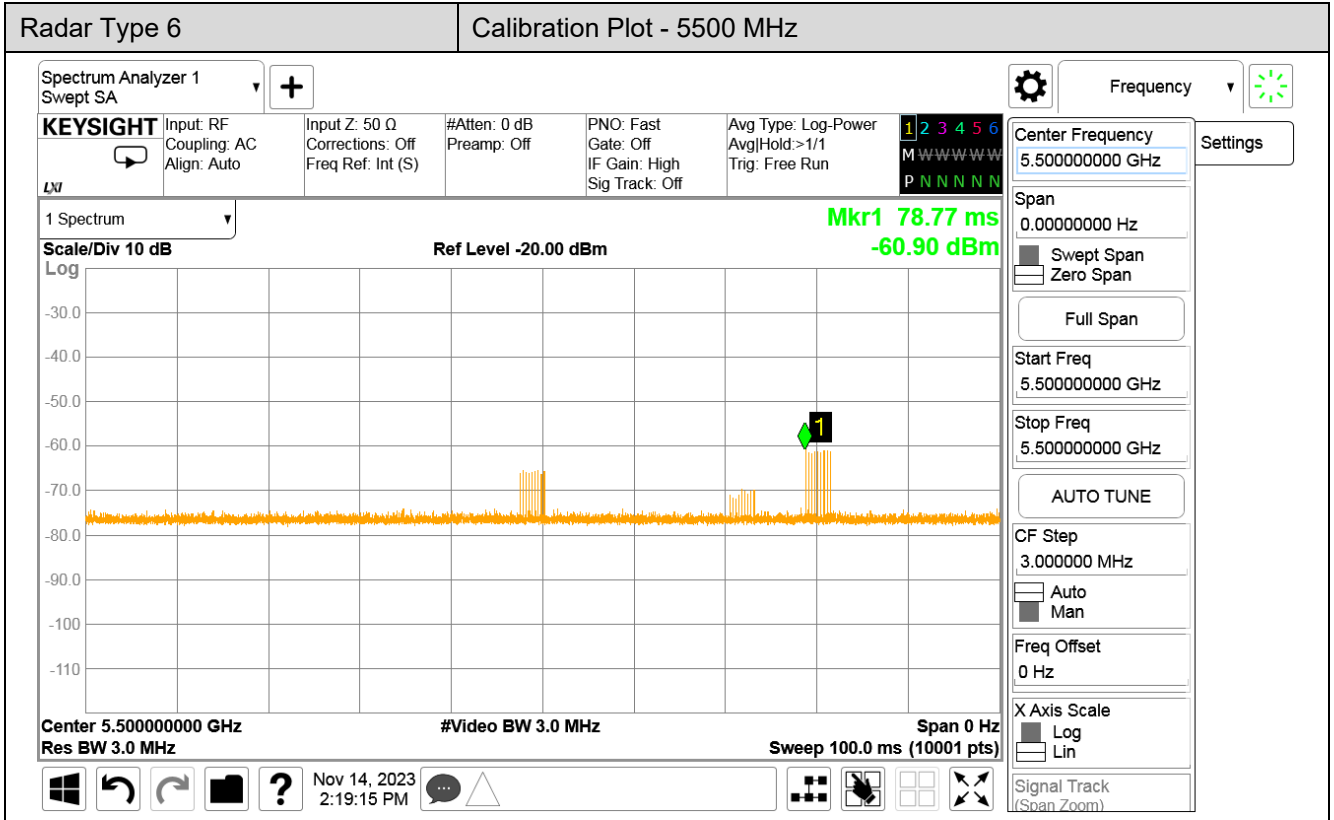 Radar Type 6
Calibration Plot - 5500 MHz
Spectrum Analyzer 1
Swept SA
Frequency
Settings
KEYSIGHT
LXI
Input: RF
Coupling: AC
Align: Auto
Input Z: 50 Ω
Corrections: Off
Freq Ref: Int (S)
#Atten: 0 dB
Preamp: Off
PNO: Fast
Gate: Off
IF Gain: High
Sig Track: Off
Avg Type: Log-Power
Avg|Hold:>1/1
Trig: Free Run
1 2 3 4 5 6
M W W W W W
P N N N N N
1 Spectrum
Mkr1 78.77 ms
-60.90 dBm
Scale/Div 10 dB
Ref Level -20.00 dBm
Log
-30.0
-40.0
-50.0
-60.0
-70.0
-80.0
-90.0
-100
-110
1
Center 5.500000000 GHz
#Video BW 3.0 MHz
Span 0 Hz
Res BW 3.0 MHz
Sweep 100.0 ms (10001 pts)
Nov 14, 2023
2:19:15 PM
?
Center Frequency
5.500000000 GHz
Span
0.00000000 Hz
Swept Span
Zero Span
Full Span
Start Freq
5.500000000 GHz
Stop Freq
5.500000000 GHz
AUTO TUNE
CF Step
3.000000 MHz
Auto
Man
Freq Offset
0 Hz
X Axis Scale
Log
Lin
Signal Track
(Span Zoom)